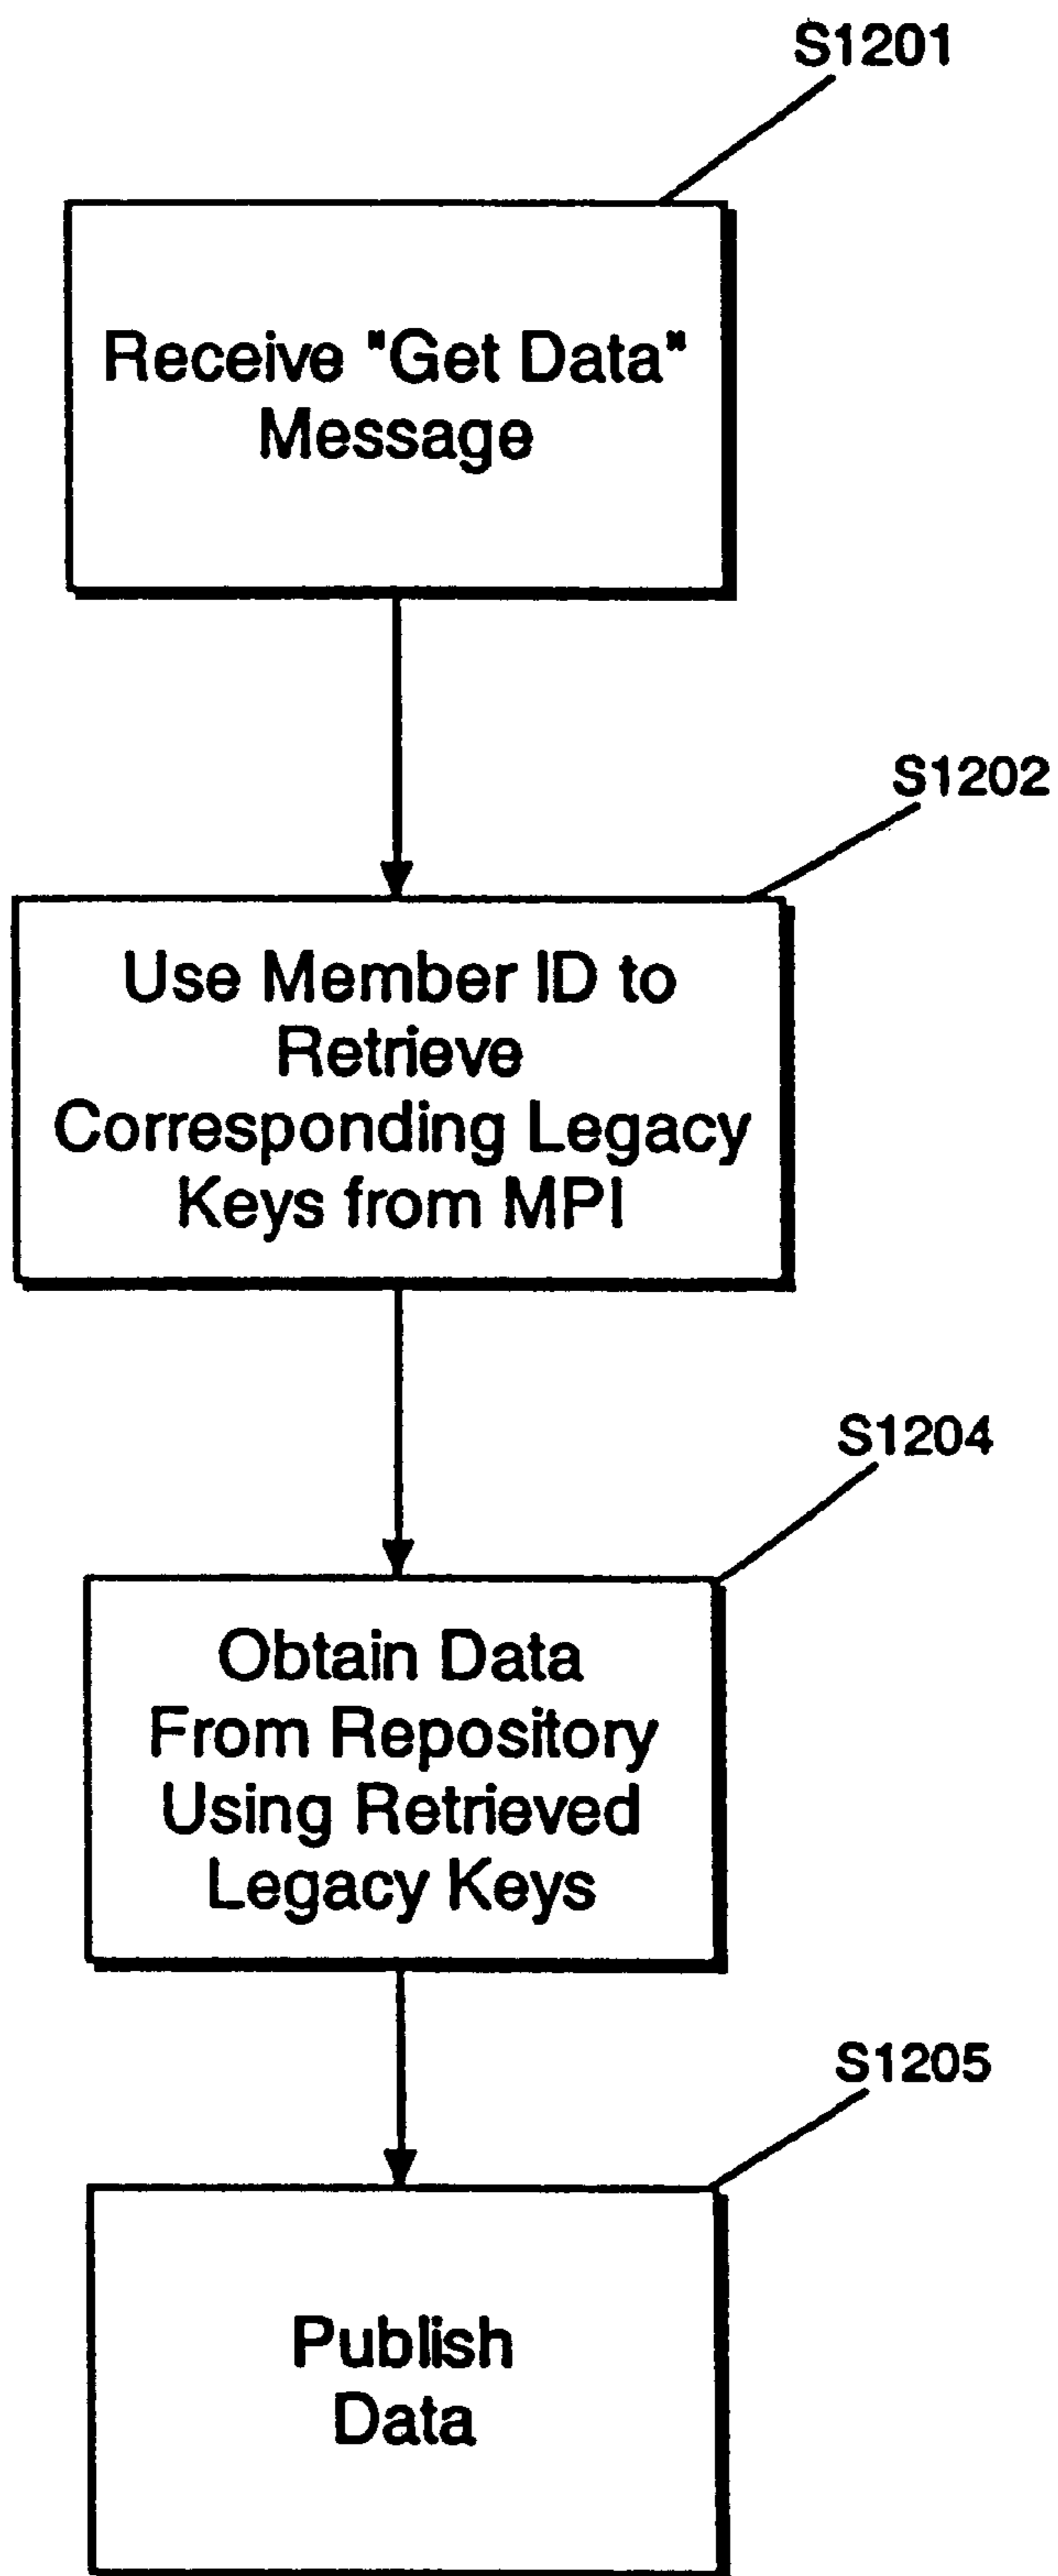 S1201
Receive "Get Data"
Message
S1202
Use Member ID to
Retrieve
Corresponding Legacy
Keys from MPI
S1204
Obtain Data
From Repository
Using Retrieved
Legacy Keys
S1205
Publish
Data